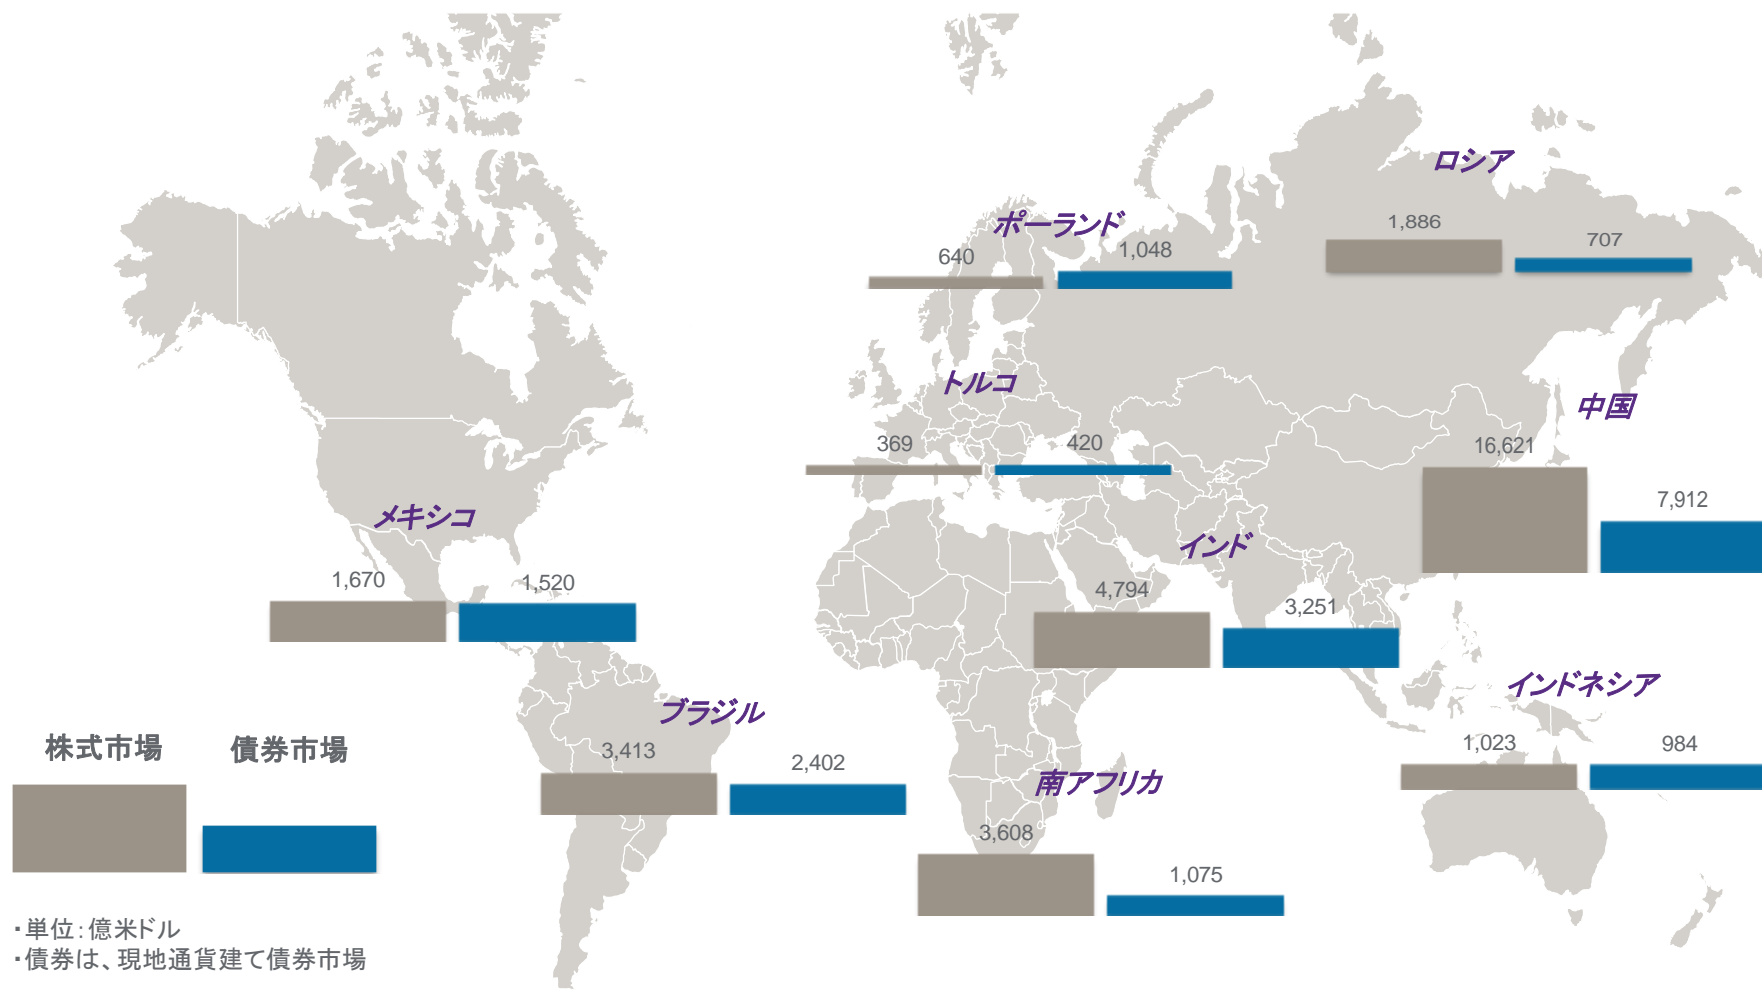 ロシア
1,886
707
ポーランド
640
1,048
トルコ
369
420
中国
16,621
7,912
メキシコ
1,670
1,520
インド
4,794
3,251
インドネシア
1,023
984
ブラジル
3,413
2,402
南アフリカ
3,608
1,075
株式市場
債券市場
・単位：億米ドル
・債券は、現地通貨建て債券市場